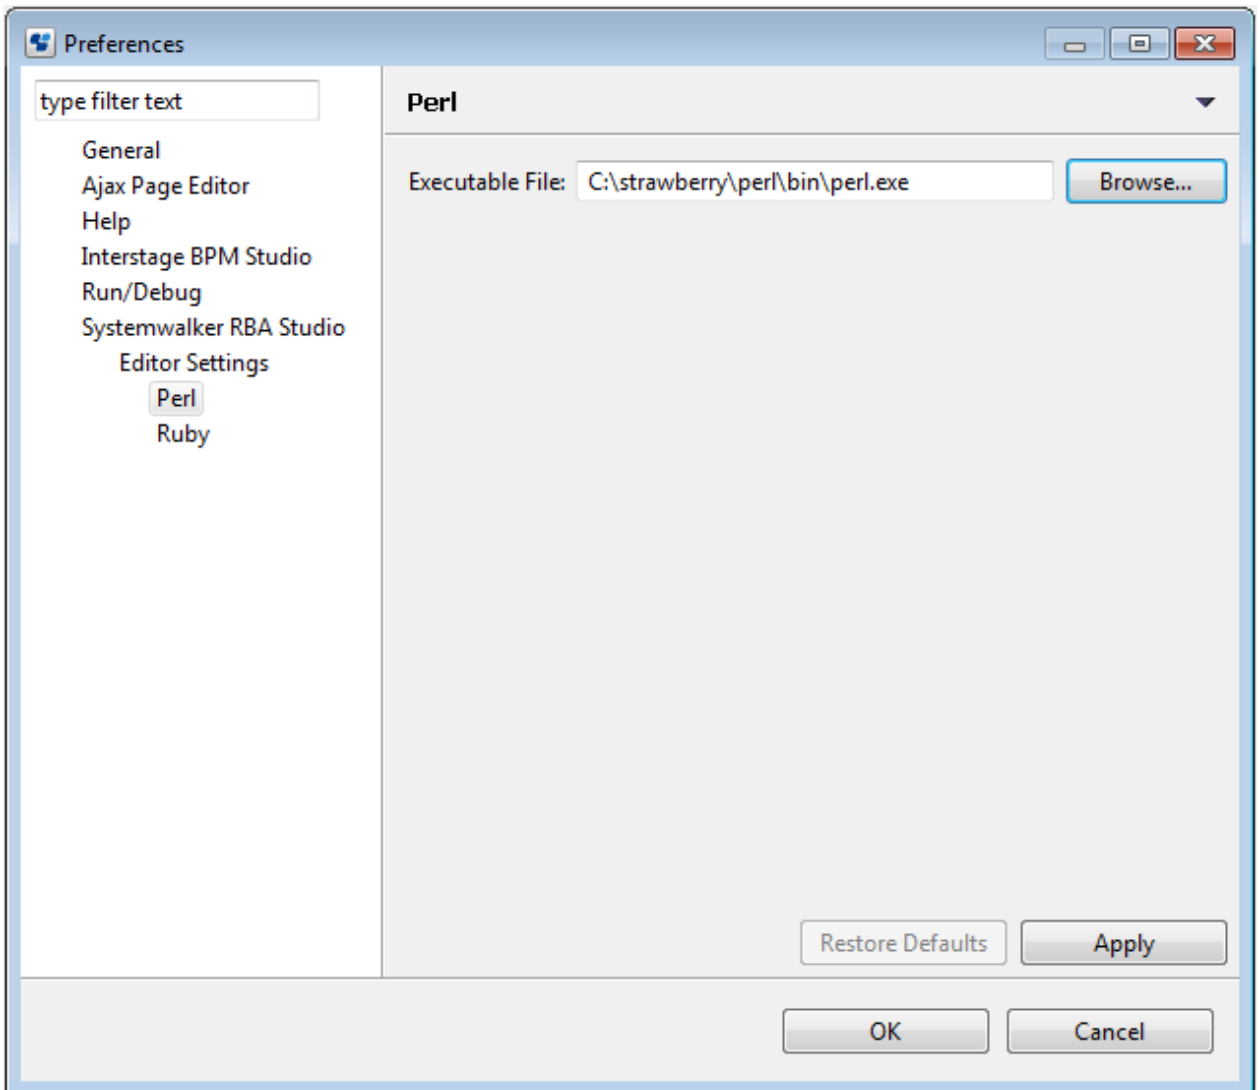 Preferences
type filter text
General
Ajax Page Editor
Help
Interstage BPM Studio
Run/Debug
Systemwalker RBA Studio
Editor Settings
Perl
Ruby
Perl
Executable File: C:\strawberry\perl\bin\perl.exe Browse...
Restore Defaults Apply
OK Cancel